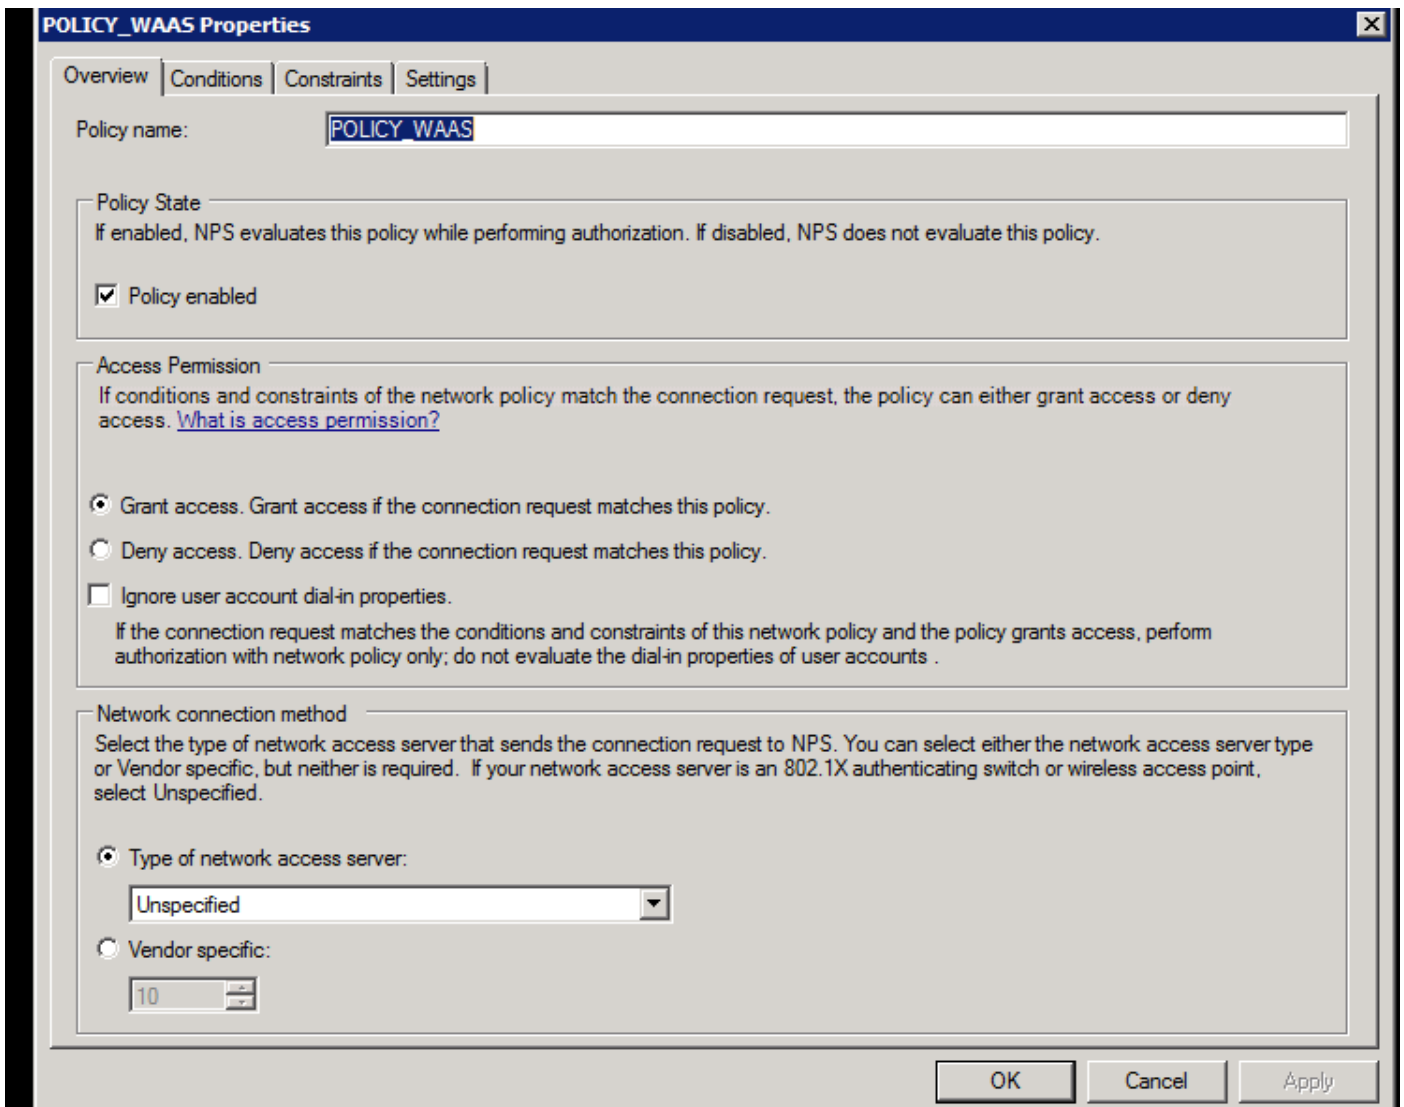 POLICY_WAAS Properties
Overview Conditions Constraints Settings
Policy name: POLICY_WAAS
Policy State
If enabled, NPS evaluates this policy while performing authorization. If disabled, NPS does not evaluate this policy.
Policy enabled
Access Permission
If conditions and constraints of the network policy match the connection request, the policy can either grant access or deny
access. What is access permission?
Grant access. Grant access if the connection request matches this policy.
Deny access. Deny access if the connection request matches this policy.
Ignore user account dial-in properties.
If the connection request matches the conditions and constraints of this network policy and the policy grants access, perform
authorization with network policy only; do not evaluate the dial-in properties of user accounts .
Network connection method
Select the type of network access server that sends the connection request to NPS. You can select either the network access server type
or Vendor specific, but neither is required. If your network access server is an 802.1X authenticating switch or wireless access point,
select Unspecified.
Type of network access server:
Unspecified
Vendor specific:
10
OK Cancel Apply